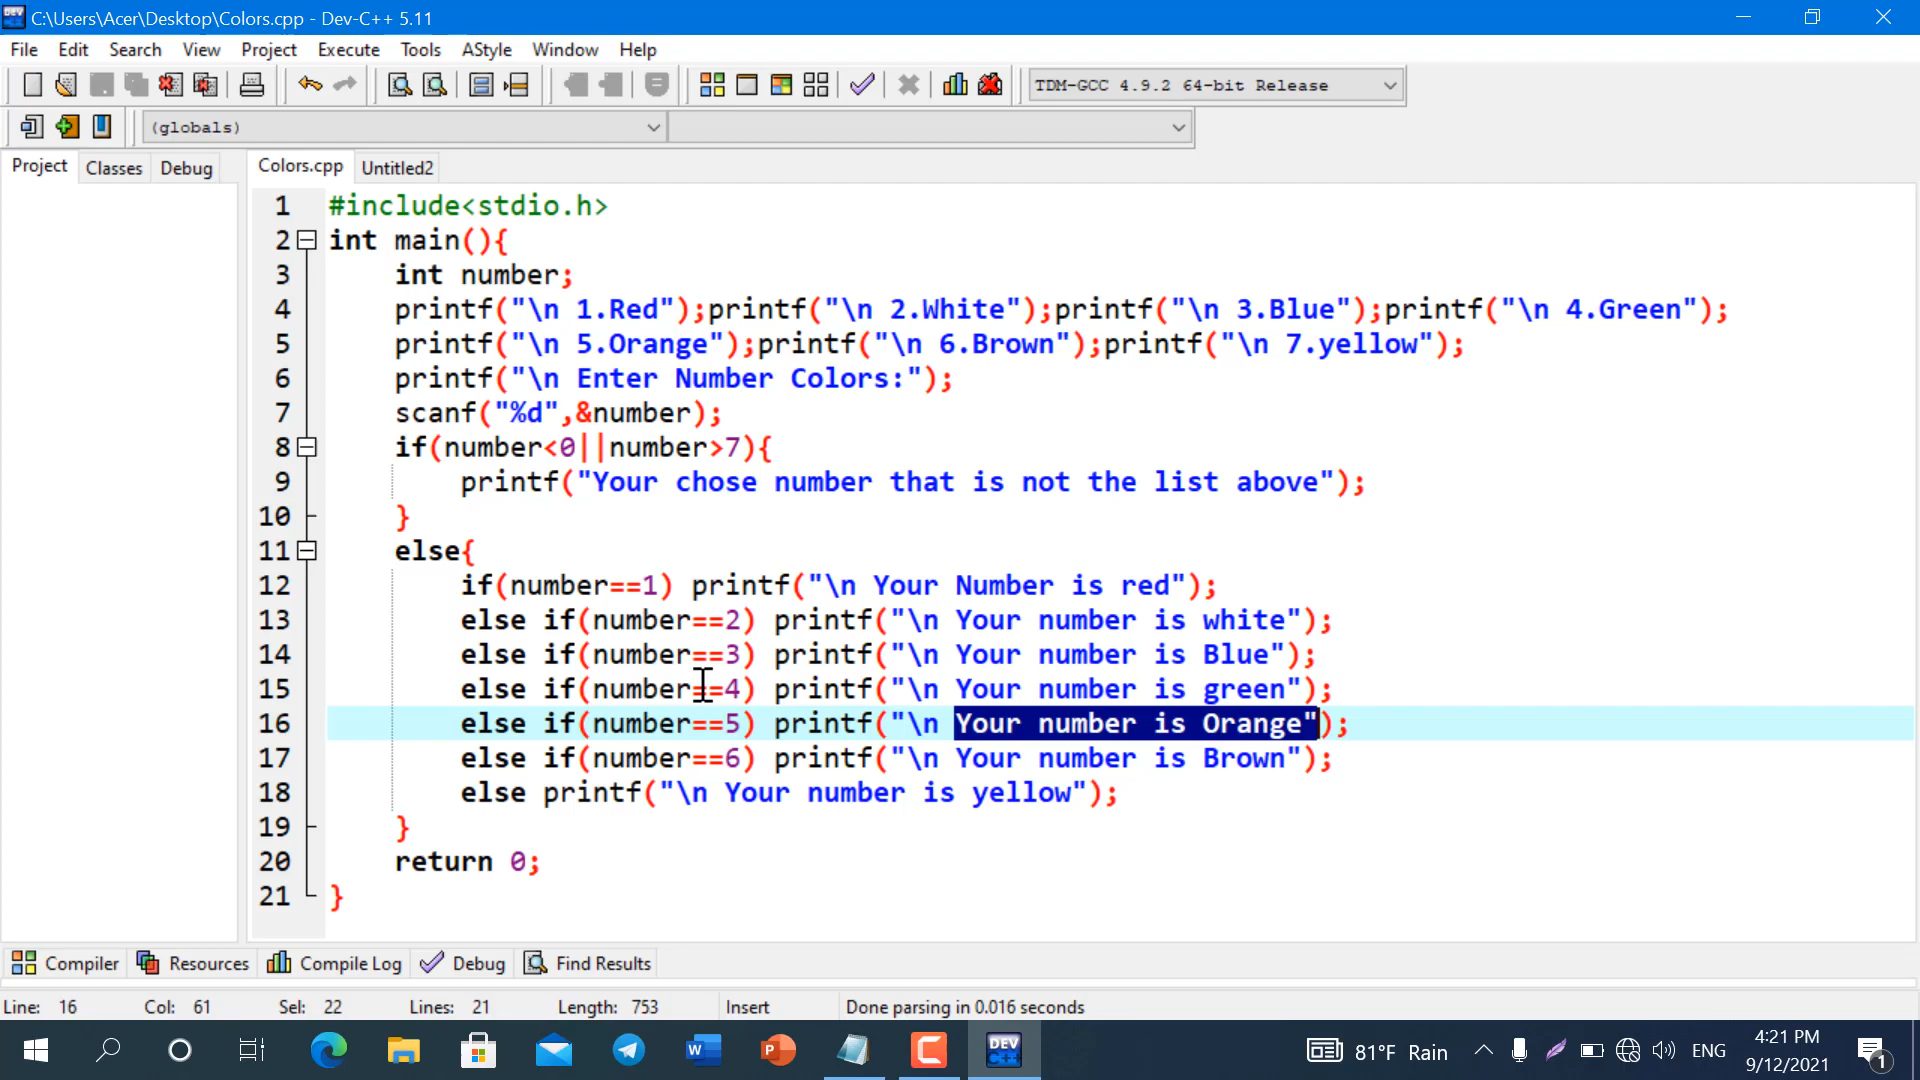 C:\Users\Acer\Desktop\Colors.cpp - Dev-C++ 5.11
File Edit Search View Project Execute Tools AStyle Window Help
TDM-GCC 4.9.2 64-bit Release
(globals)
Project Classes Debug Colors.cpp Untitled2
1 #include<stdio.h>
2 int main(){
3 int number;
4 printf("\n 1.Red");printf("\n 2.White");printf("\n 3.Blue");printf("\n 4.Green");
5 printf("\n 5.Orange");printf("\n 6.Brown");printf("\n 7.yellow");
6 printf("\n Enter Number Colors:");
7 scanf("%d",&number);
8 if(number<0||number>7){
9 printf("Your chose number that is not the list above");
10 }
11 else{
12 if(number==1) printf("\n Your Number is red");
13 else if(number==2) printf("\n Your number is white");
14 else if(number==3) printf("\n Your number is Blue");
15 else if(number==4) printf("\n Your number is green");
16 else if(number==5) printf("\n Your number is Orange");
17 else if(number==6) printf("\n Your number is Brown");
18 else printf("\n Your number is yellow");
19 }
20 return 0;
21 }
Compiler Resources Compile Log Debug Find Results
Line: 16 Col: 61 Sel: 22 Lines: 21 Length: 753 Insert Done parsing in 0.016 seconds
81°F Rain ENG 4:21 PM
9/12/2021 1